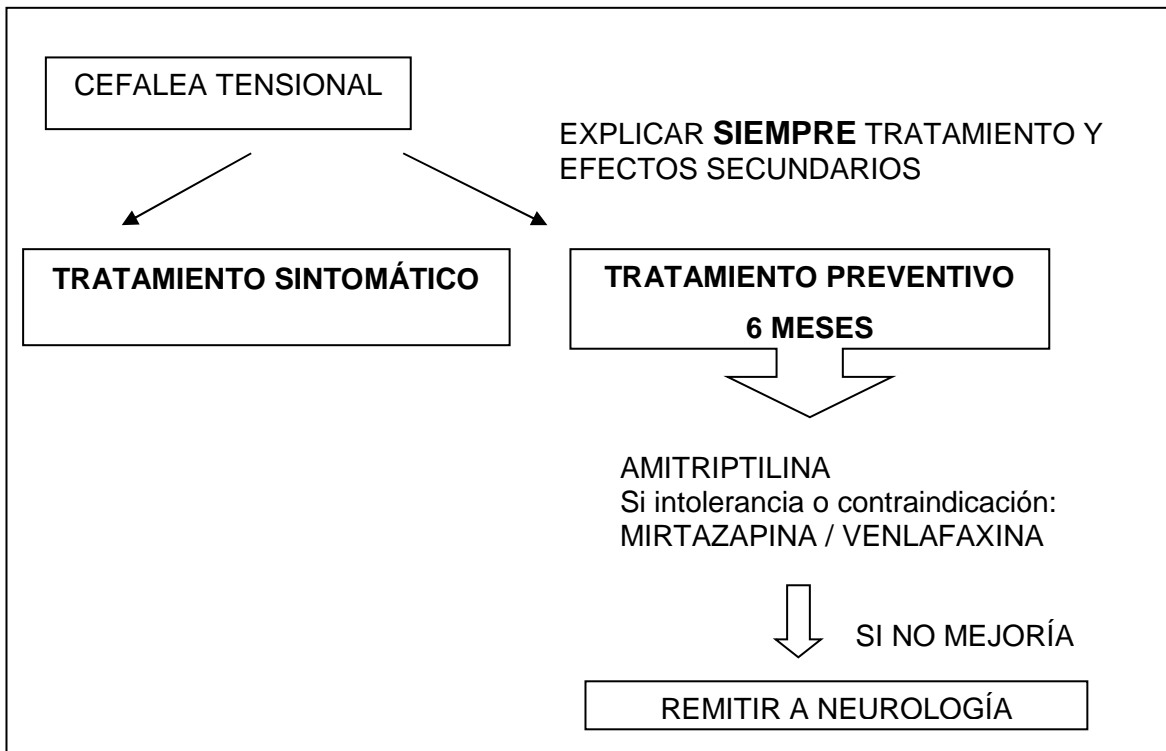 CEFALEA TENSIONAL
EXPLICAR SIEMPRE TRATAMIENTO Y
EFECTOS SECUNDARIOS
TRATAMIENTO SINTOMÁTICO
TRATAMIENTO PREVENTIVO
6 MESES
AMITRIPTILINA
Si intolerancia o contraindicación:
MIRTAZAPINA / VENLAFAXINA
SI NO MEJORÍA
REMITIR A NEUROLOGÍA